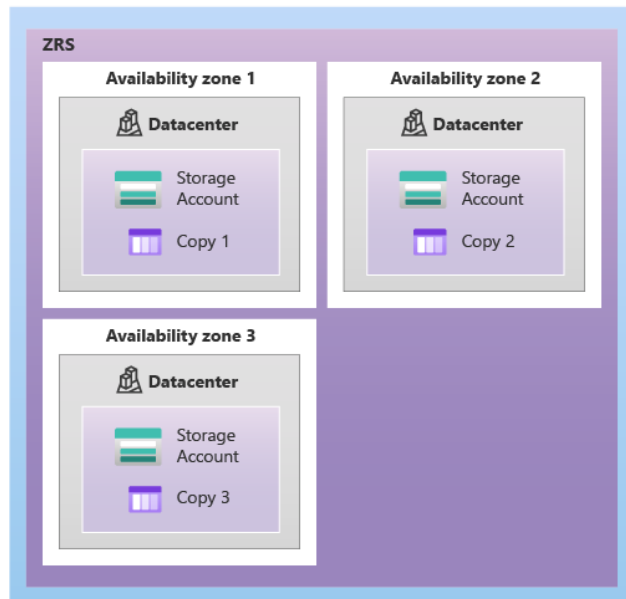 ZRS
Availability zone 1
Datacenter
Storage
Account
Copy 1
Availability zone 2
Datacenter
Storage
Account
Copy 2
Availability zone 3
Datacenter
Storage
Account
Copy 3